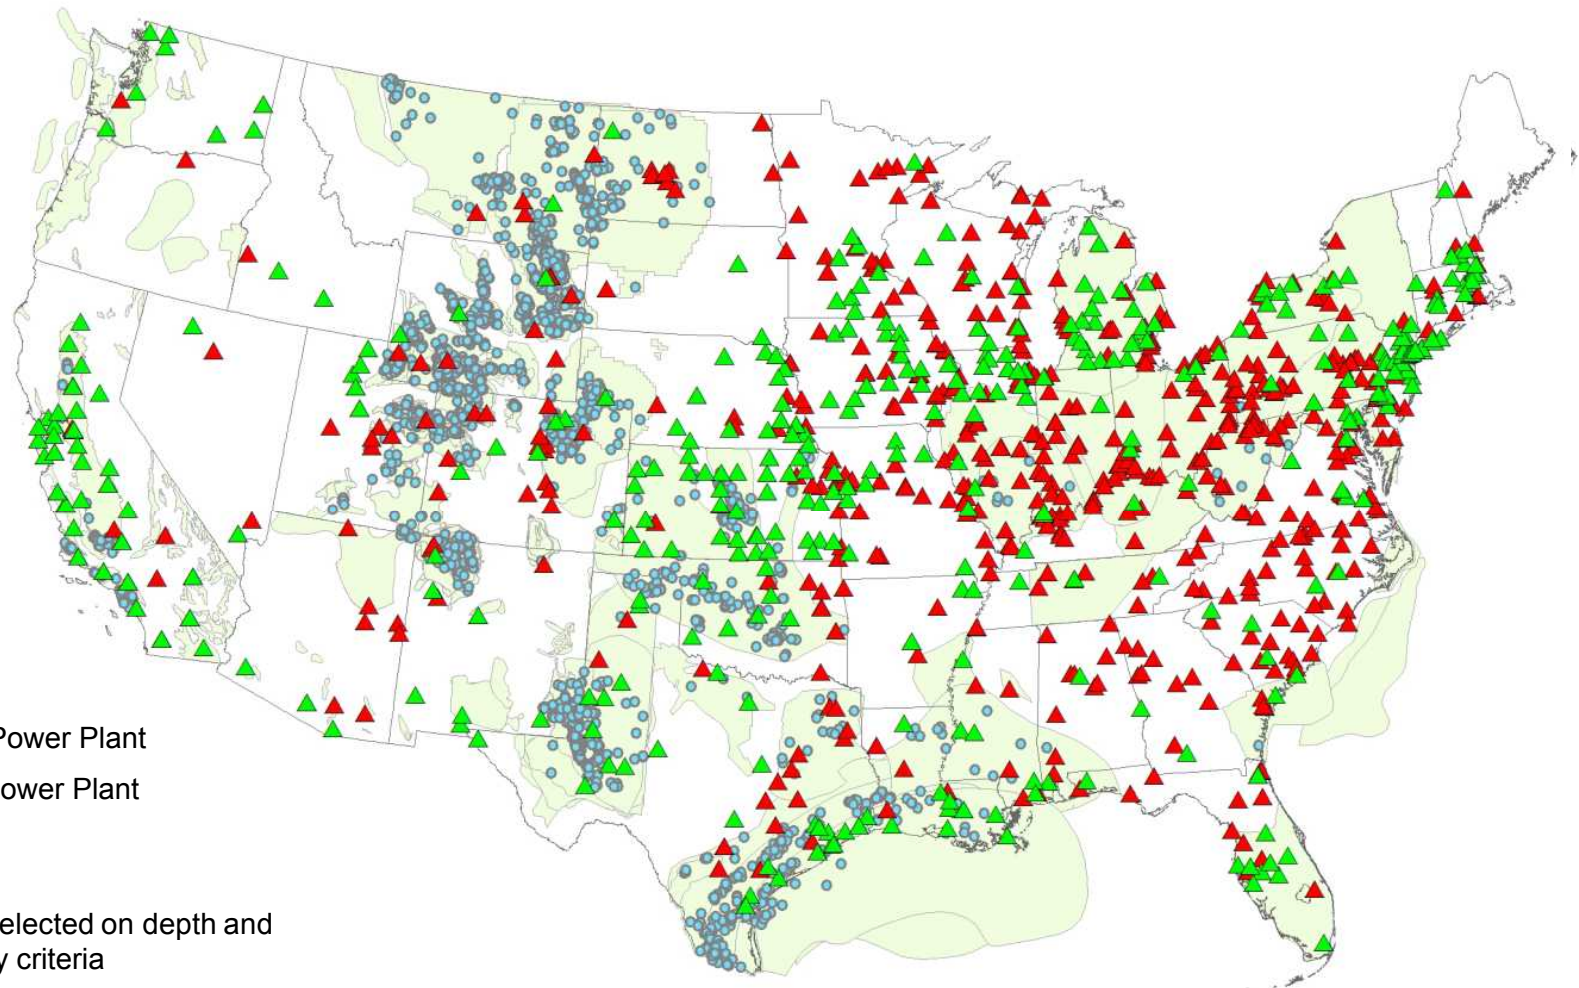 Power Plant
ower Plant
elected on depth and
y criteria